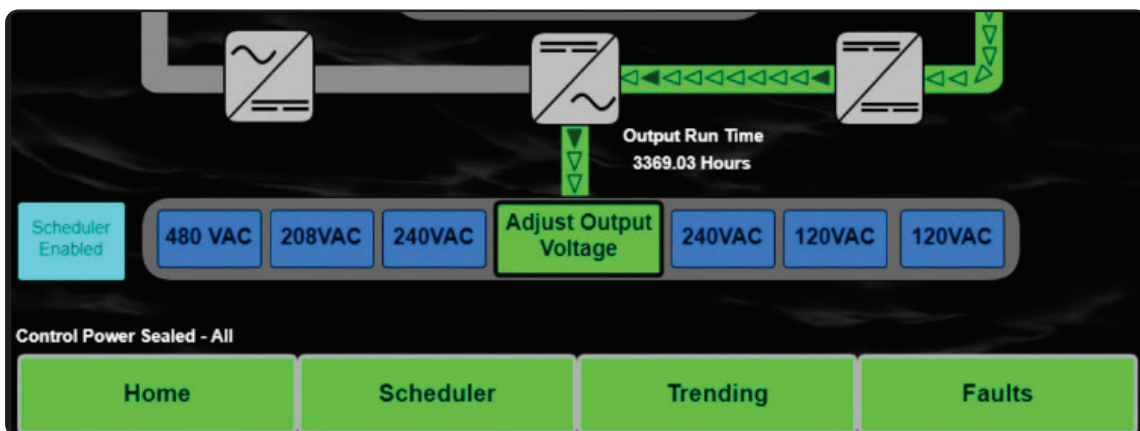 Output Run Time
3369.03 Hours
Scheduler
Enabled
480 VAC
208VAC
240VAC
Adjust Output
Voltage
240VAC
120VAC
120VAC
Control Power Sealed - All
Home
Scheduler
Trending
Faults